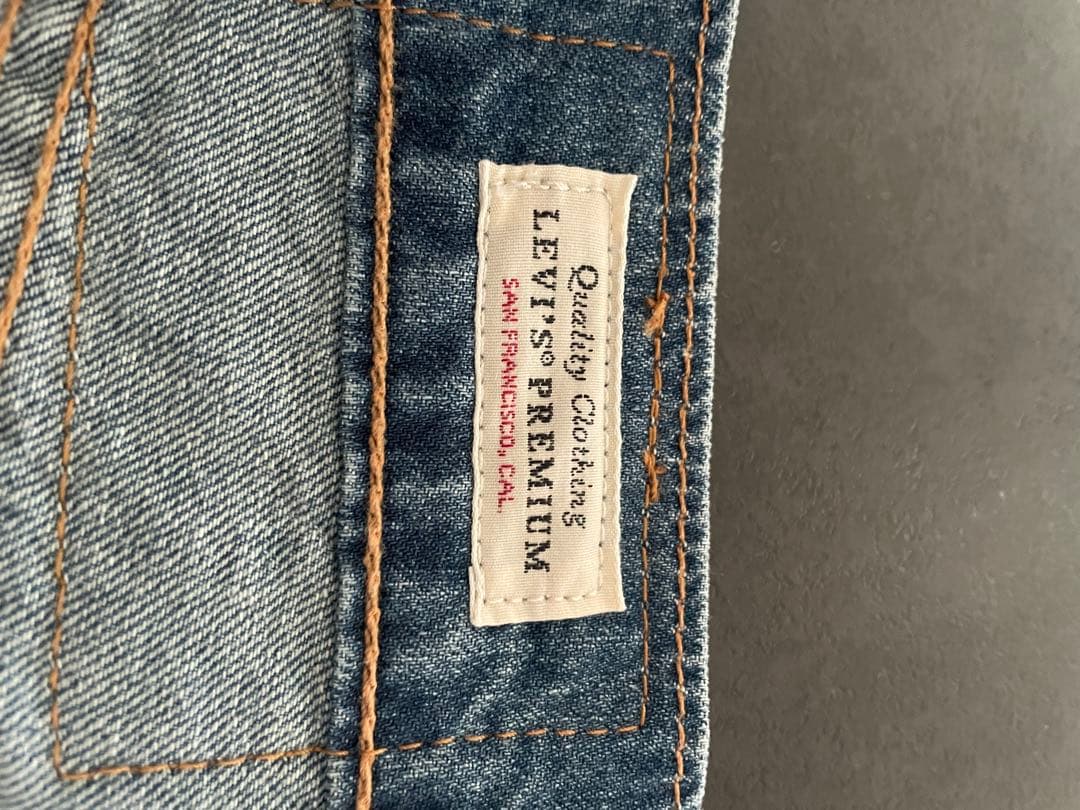 Quality Clothing
LEVI'S® PREMIUM
SAN FRANCISCO, CAL.